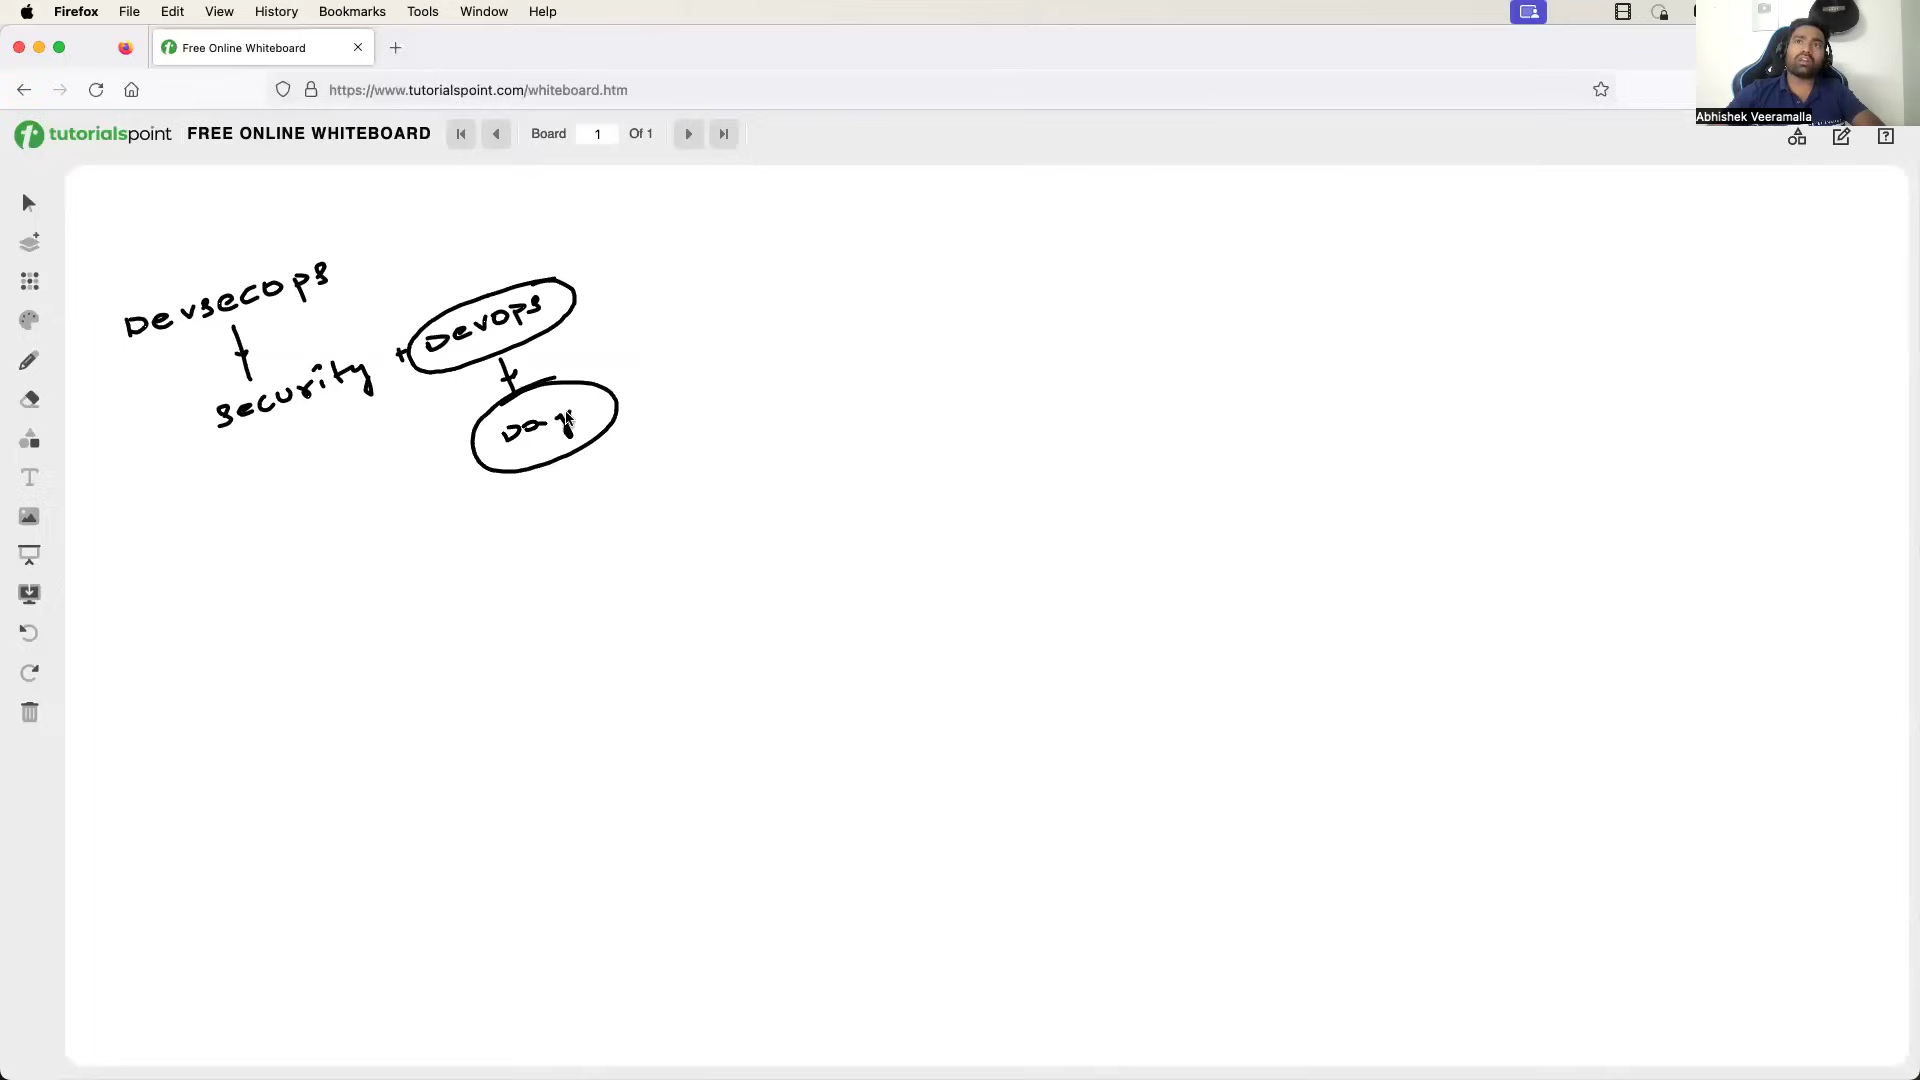 Firefox File Edit View History Bookmarks Tools Window Help
Free Online Whiteboard
https://www.tutorialspoint.com/whiteboard.htm
Abhishek Veeramalla
tutorialspoint FREE ONLINE WHITEBOARD Board 1 Of 1
Devsecops
security + Devops